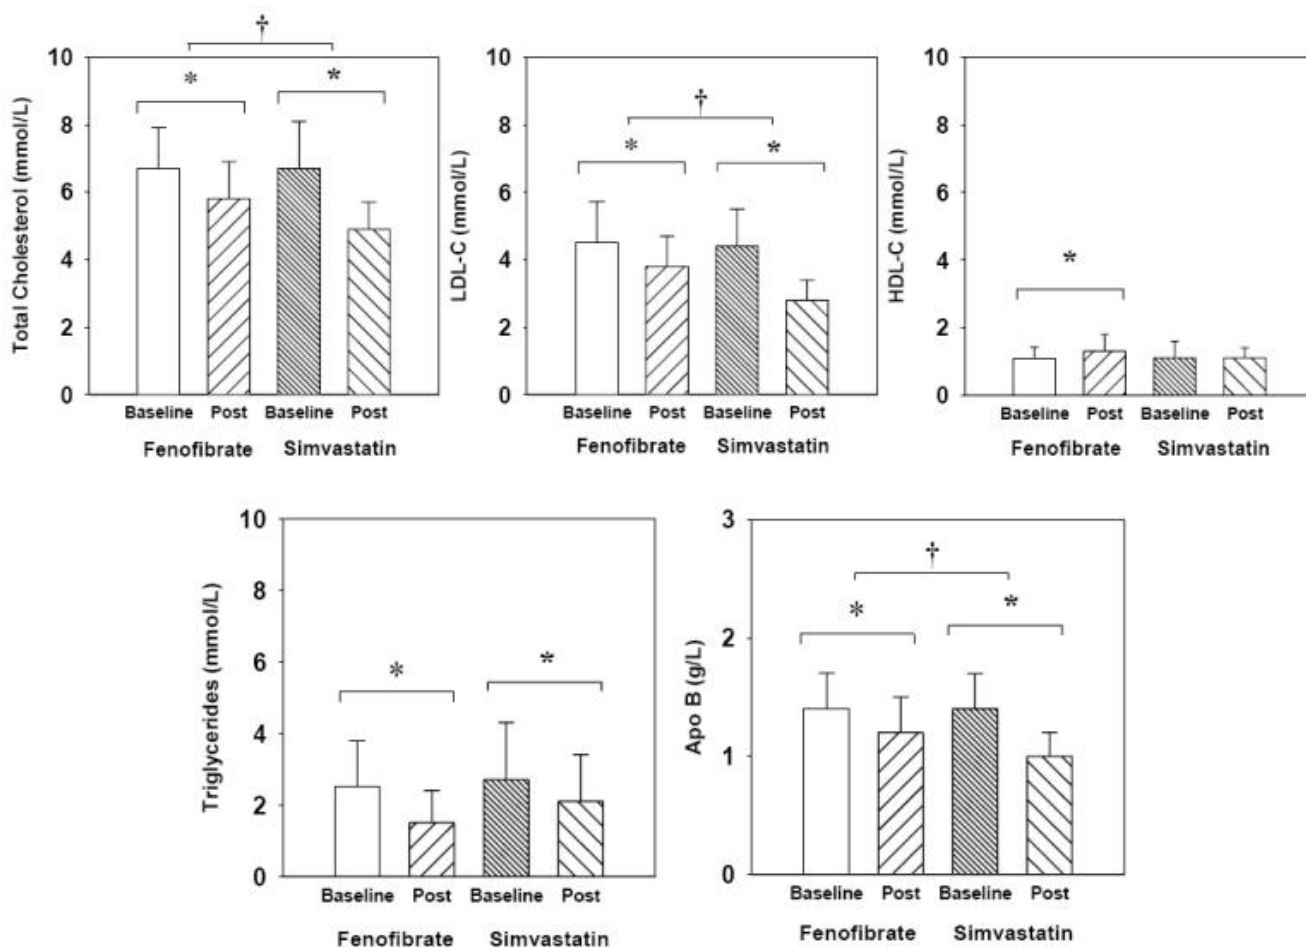 †
10
8
6
4
2
0
Total Cholesterol (mmol/L)
*
*
Baseline Post Baseline Post
Fenofibrate Simvastatin
10
8
6
4
2
0
LDL-C (mmol/L)
†
*
*
Baseline Post Baseline Post
Fenofibrate Simvastatin
10
8
6
4
2
0
HDL-C (mmol/L)
*
Baseline Post Baseline Post
Fenofibrate Simvastatin
10
8
6
4
2
0
Triglycerides (mmol/L)
*
*
Baseline Post Baseline Post
Fenofibrate Simvastatin
3
2
1
0
Apo B (g/L)
†
*
*
Baseline Post Baseline Post
Fenofibrate Simvastatin